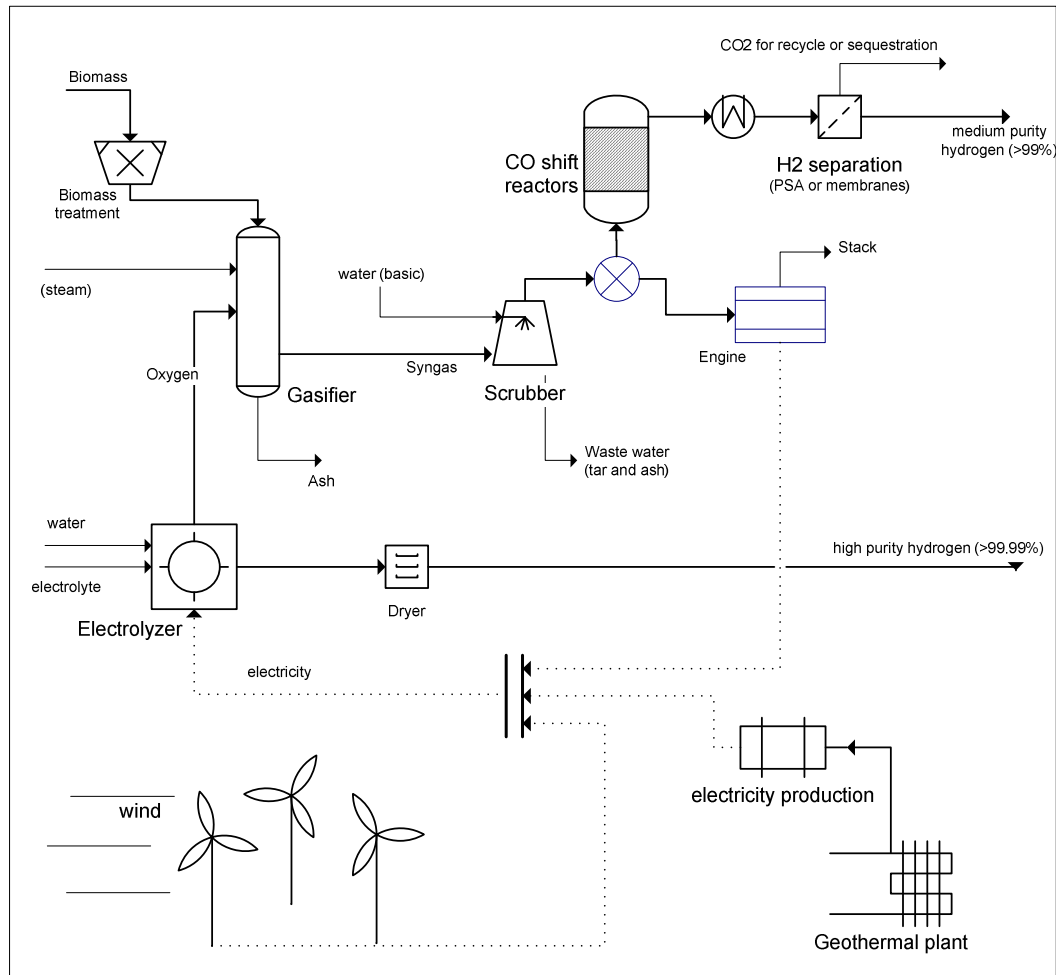 CO2 for recycle or sequestration
Biomass
medium purity
hydrogen (>99%)
CO shift
reactors
H2 separation
(PSA or membranes)
Biomass
treatment
Stack
water (basic)
(steam)
Engine
Syngas
Oxygen
Gasifier
Scrubber
Waste water
(tar and ash)
Ash
water
high purity hydrogen (>99.99%)
electrolyte
Dryer
Electrolyzer
electricity
electricity production
wind
Geothermal plant